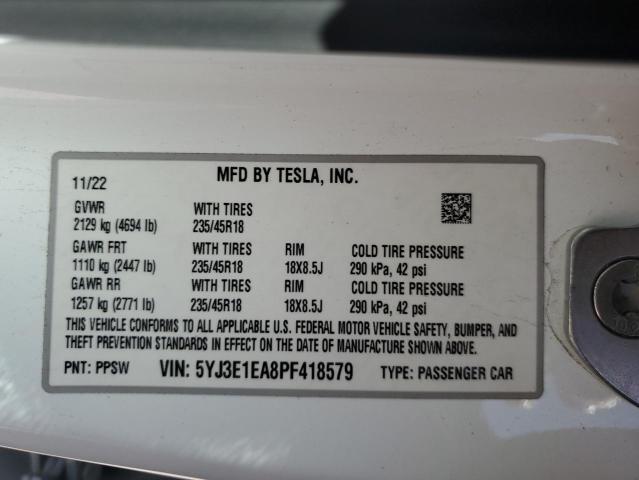 11/22 MFD BY TESLA, INC.
GVWR WITH TIRES
2129 kg (4694 lb) 235/45R18
GAWR FRT WITH TIRES RIM COLD TIRE PRESSURE
1110 kg (2447 lb) 235/45R18 18X8.5J 290 kPa, 42 psi
GAWR RR WITH TIRES RIM COLD TIRE PRESSURE
1257 kg (2771 lb) 235/45R18 18X8.5J 290 kPa, 42 psi
THIS VEHICLE CONFORMS TO ALL APPLICABLE U.S. FEDERAL MOTOR VEHICLE SAFETY, BUMPER, AND
THEFT PREVENTION STANDARDS IN EFFECT ON THE DATE OF MANUFACTURE SHOWN ABOVE.
PNT: PPSW VIN: 5YJ3E1EA8PF418579 TYPE: PASSENGER CAR